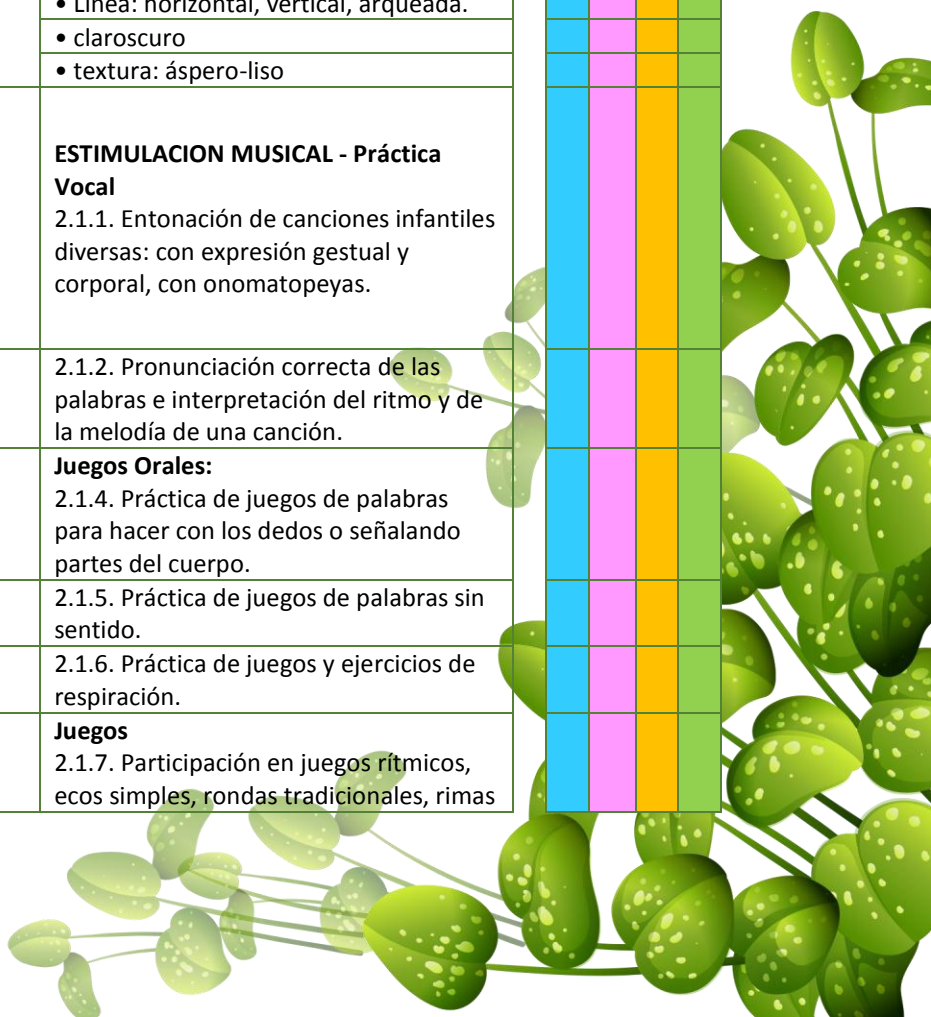 • Línea: horizontal, vertical, arqueada.
• claroscuro
• textura: áspero-liso
ESTIMULACION MUSICAL - Práctica
Vocal
2.1.1. Entonación de canciones infantiles
diversas: con expresión gestual y
corporal, con onomatopeyas.
2.1.2. Pronunciación correcta de las
palabras e interpretación del ritmo y de
la melodía de una canción.
Juegos Orales:
2.1.4. Práctica de juegos de palabras
para hacer con los dedos o señalando
partes del cuerpo.
2.1.5. Práctica de juegos de palabras sin
sentido.
2.1.6. Práctica de juegos y ejercicios de
respiración.
Juegos
2.1.7. Participación en juegos rítmicos,
ecos simples, rondas tradicionales, rimas